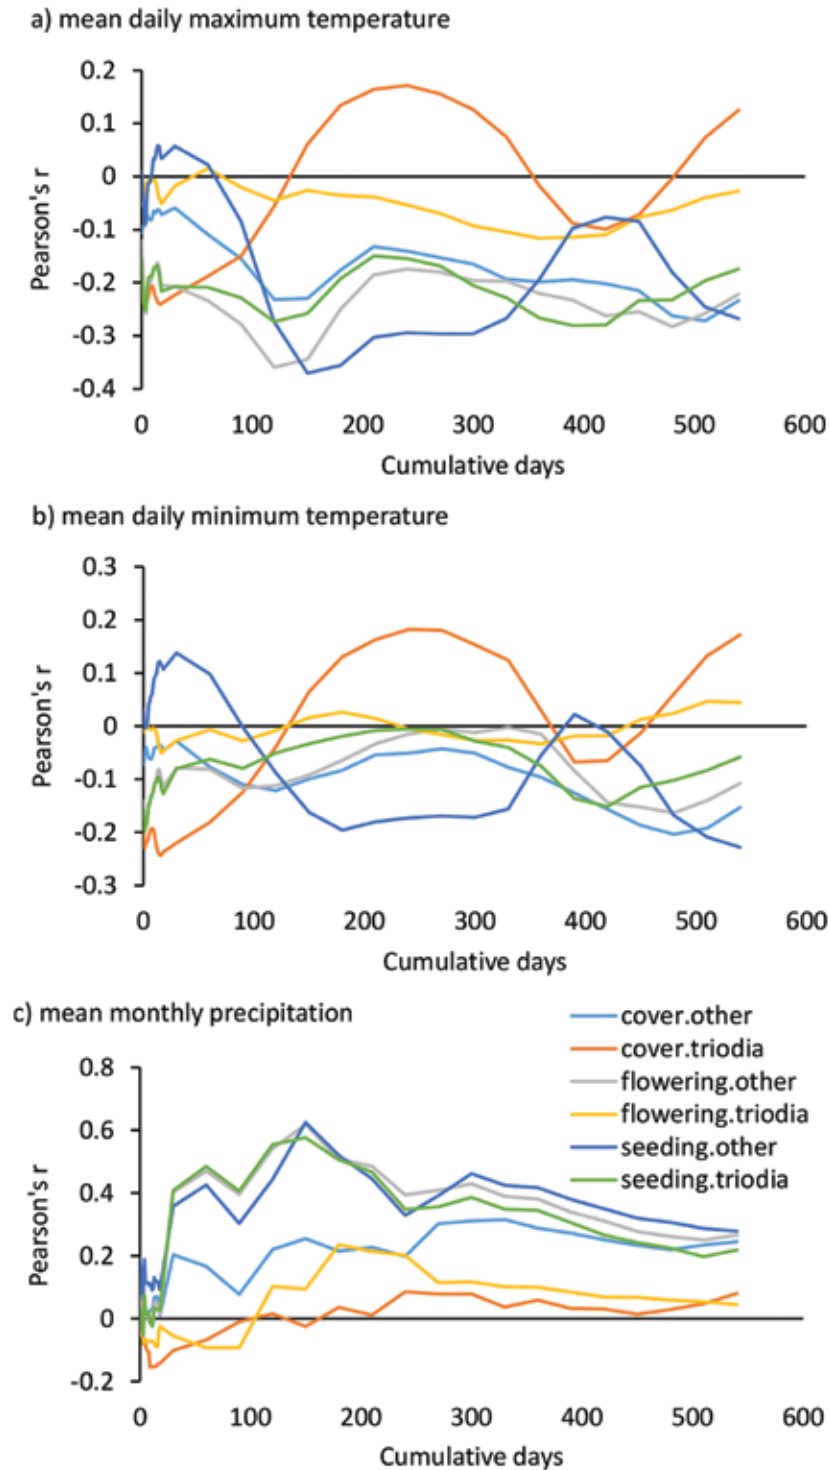 a) mean daily maximum temperature
0.2
0.1
0
-0.1
-0.2
-0.3
-0.4
Pearson's r
0 100 200 300 400 500 600
Cumulative days
b) mean daily minimum temperature
0.3
0.2
0.1
0
-0.1
-0.2
-0.3
Pearson's r
0 100 200 300 400 500 600
Cumulative days
c) mean monthly precipitation
cover.other
cover.triodia
flowering.other
flowering.triodia
seeding.other
seeding.triodia
0.8
0.6
0.4
0.2
0
-0.2
Pearson's r
0 100 200 300 400 500 600
Cumulative days